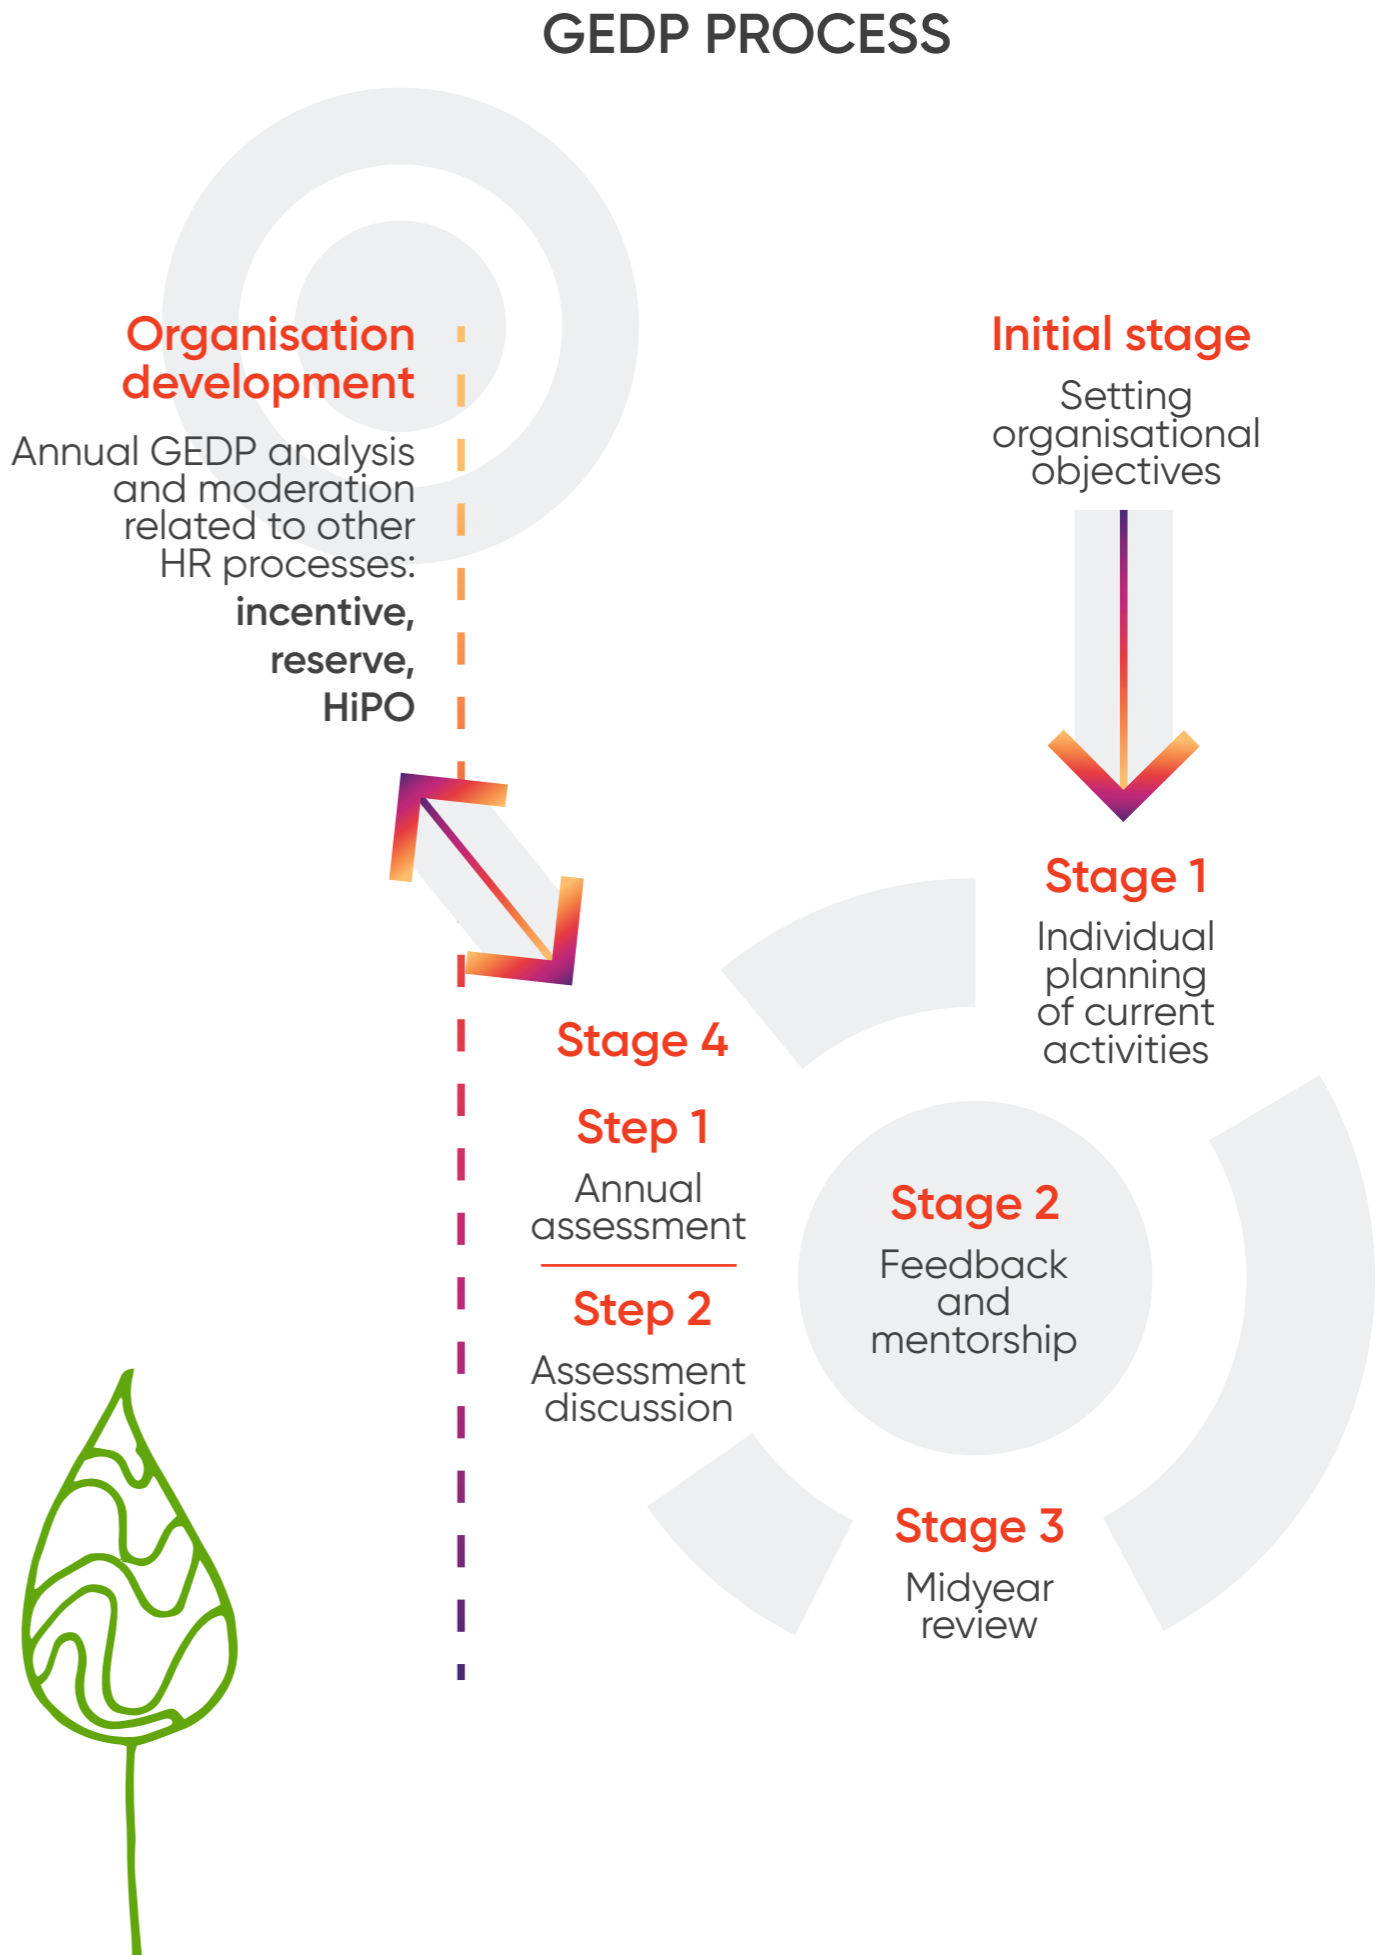 GEDP PROCESS
Organisation
development
Annual GEDP analysis
and moderation
related to other
HR processes:
incentive,
reserve,
HiPO
Initial stage
Setting
organisational
objectives
Stage 1
Individual
planning
of current
activities
Stage 2
Feedback
and
mentorship
Stage 3
Midyear
review
Stage 4
Step 1
Annual
assessment
Step 2
Assessment
discussion